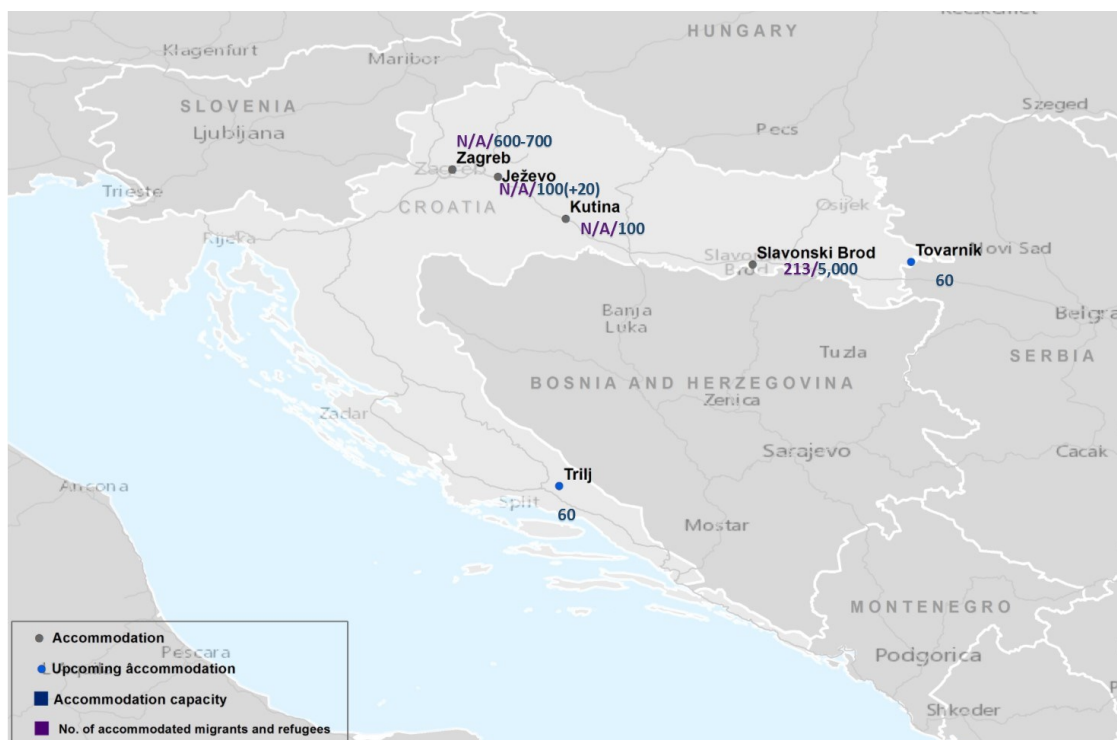 HUNGARY
Klagenfurt
Maribor
SLOVENIA
Ljubljana
Szeged
Pecs
N/A/600-700
Zagreb
Zagreb
Ježevo
N/A/100(+20)
Trieste
CROATIA
Kutina
N/A/100
Osijek
Rijeka
Slavonski Brod
Tovarnik
Novi Sad
213/5,000
60
Banja
Luka
Tuzla
SERBIA
BOSNIA AND HERZEGOVINA
Zenica
Zadar
Sarajevo
Cacak
Trilj
Ancona
Split
60
Mostar
MONTENEGRO
Accommodation
Pescara
Podgorica
Upcoming âccommodation
Accommodation capacity
Shkoder
No. of accommodated migrants and refugees